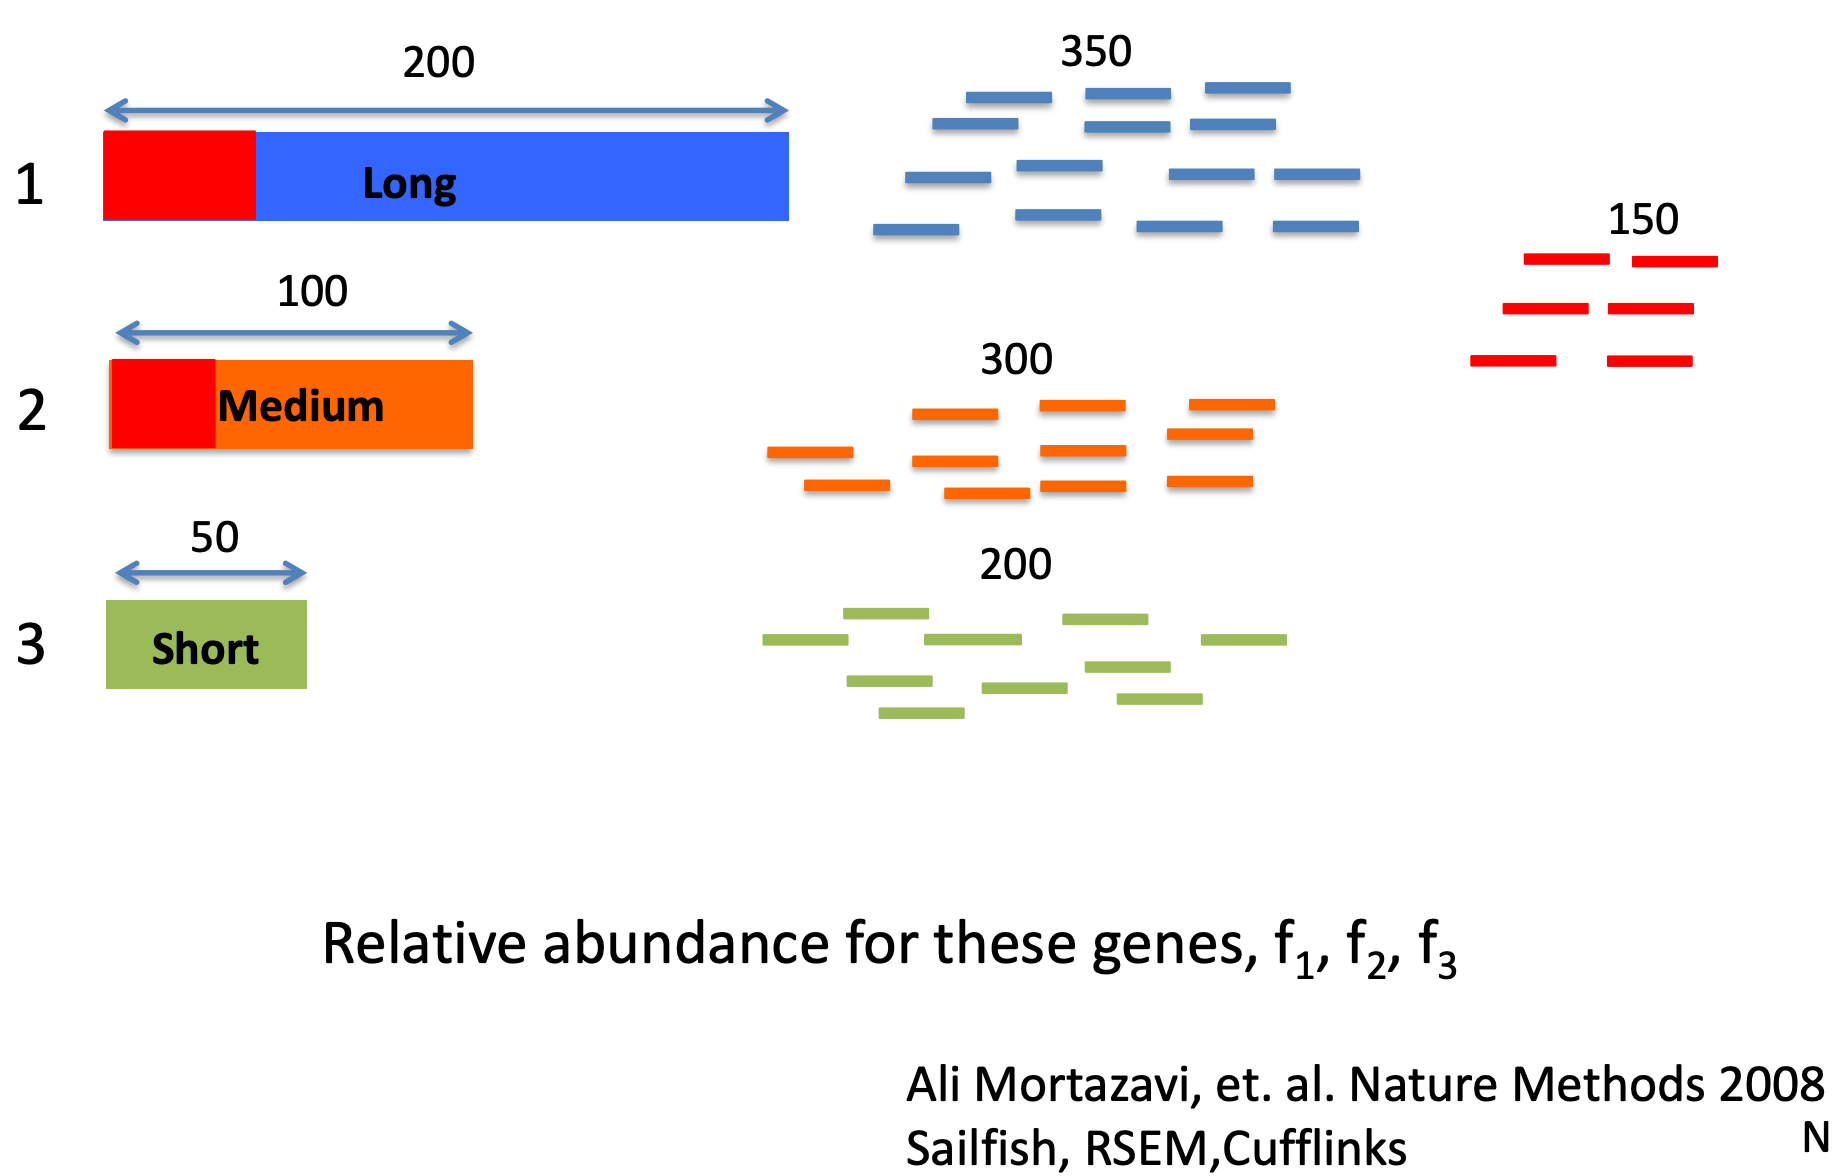 200
350
1
Long
150
100
2
Medium
300
50
200
3
Short
Relative abundance for these genes, f1, f2, f3
Ali Mortazavi, et. al. Nature Methods 2008
Sailfish, RSEM,Cufflinks
N